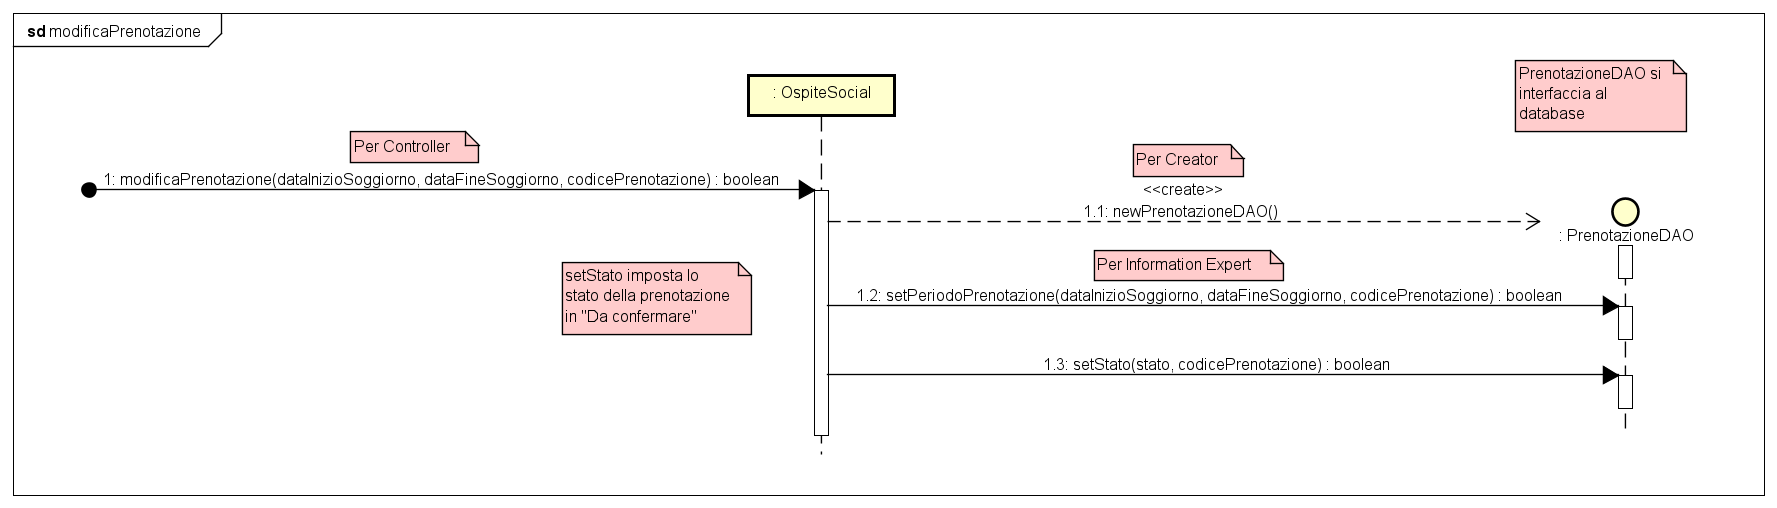 sd modificaPrenotazione
PrenotazioneDAO si
interfaccia al
database
: OspiteSocial
Per Controller
Per Creator
1: modificaPrenotazione(dataInizioSoggiorno, dataFineSoggiorno, codicePrenotazione) : boolean
<<create>>
1.1: newPrenotazioneDAO()
: PrenotazioneDAO
Per Information Expert
setStato imposta lo
stato della prenotazione
in "Da confermare"
1.2: setPeriodoPrenotazione(dataInizioSoggiorno, dataFineSoggiorno, codicePrenotazione) : boolean
1.3: setStato(stato, codicePrenotazione) : boolean